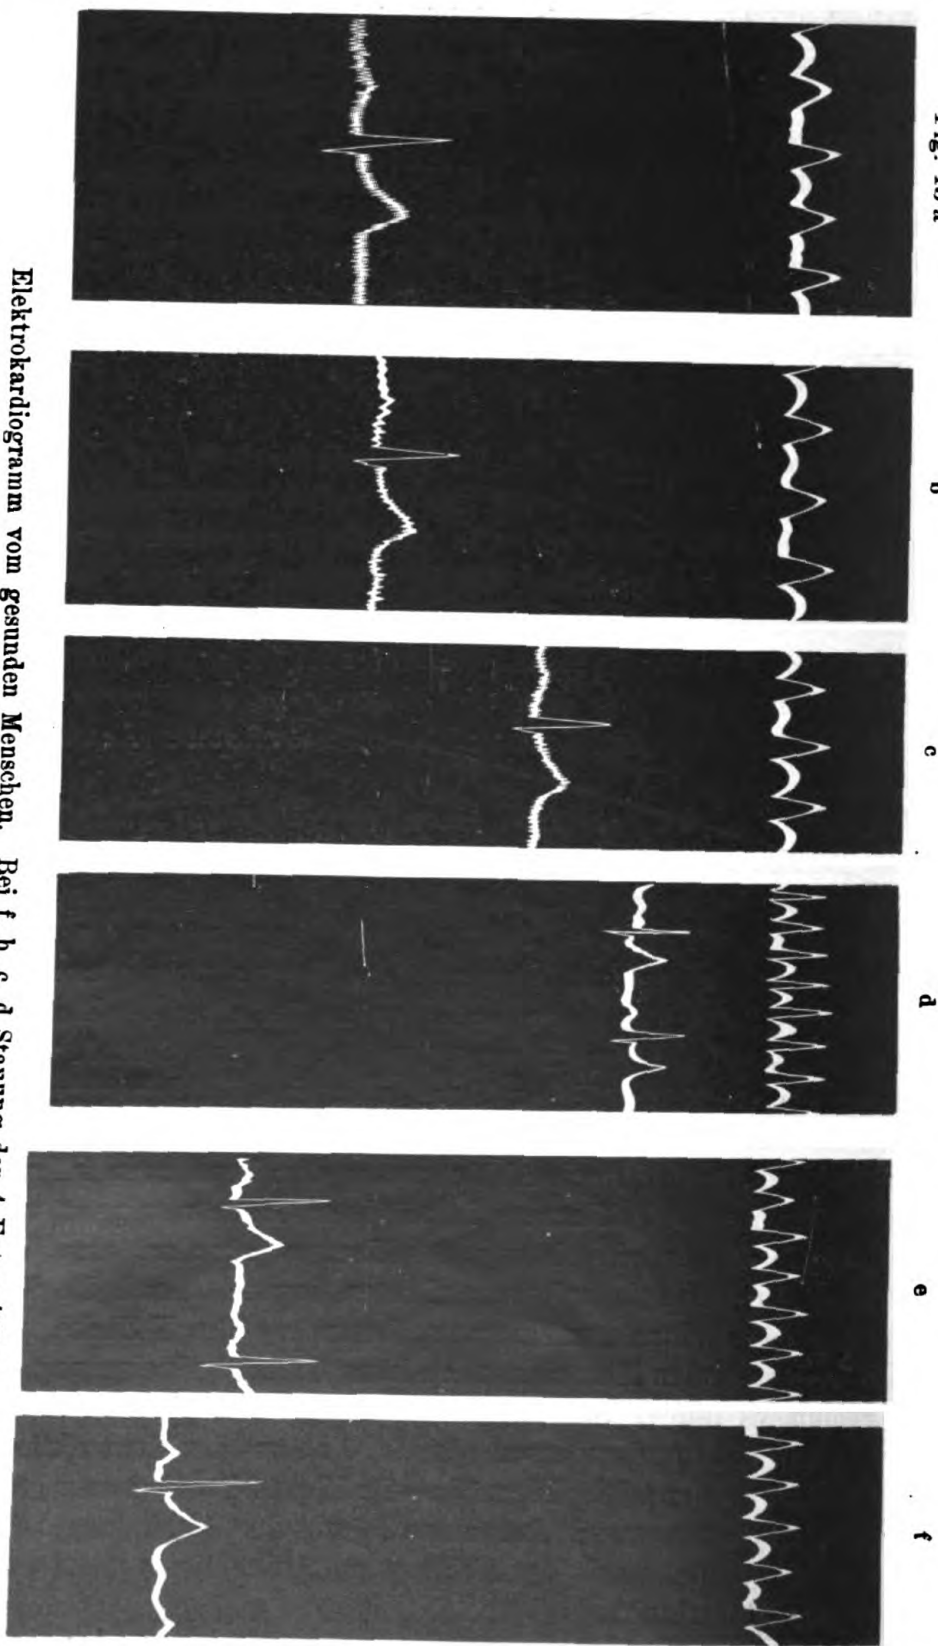 a
b
c
d
e
f
Elektrokardiogramm vom gesunden Menschen. Bei f, b, c, d